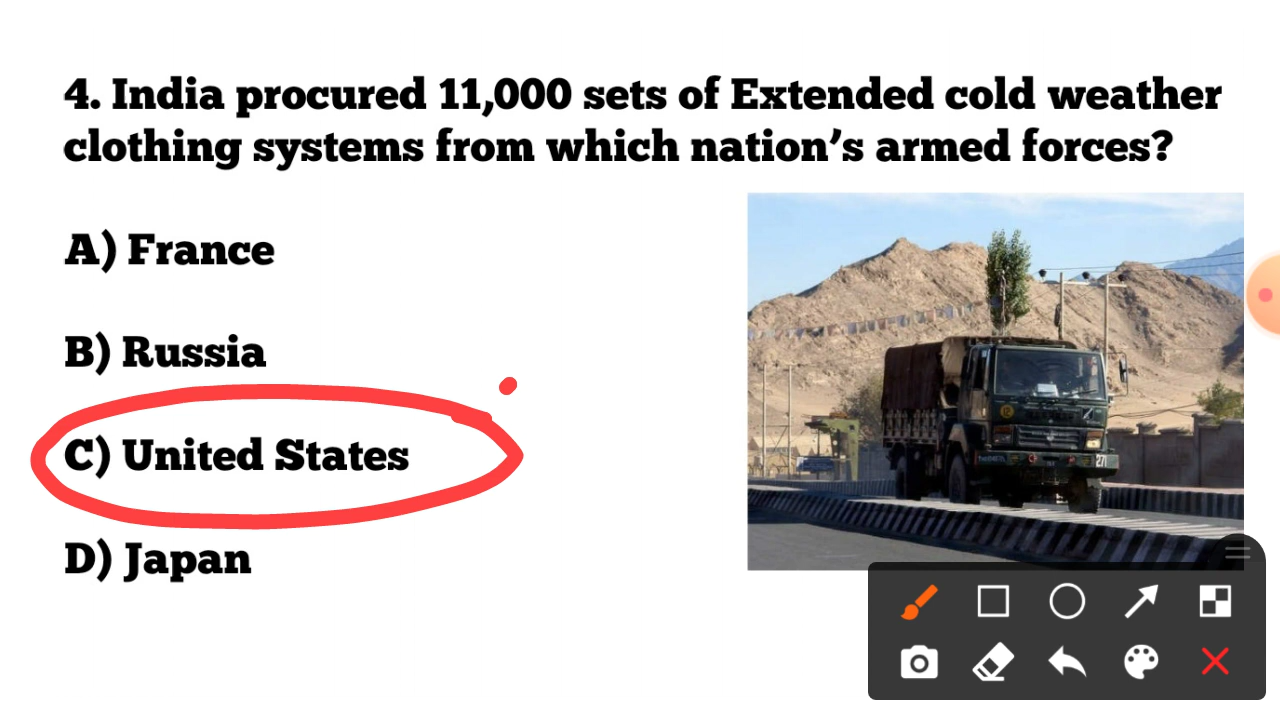 4. India procured 11,000 sets of Extended cold weather
clothing systems from which nation’s armed forces?
A) France
B) Russia
C) United States
D) Japan